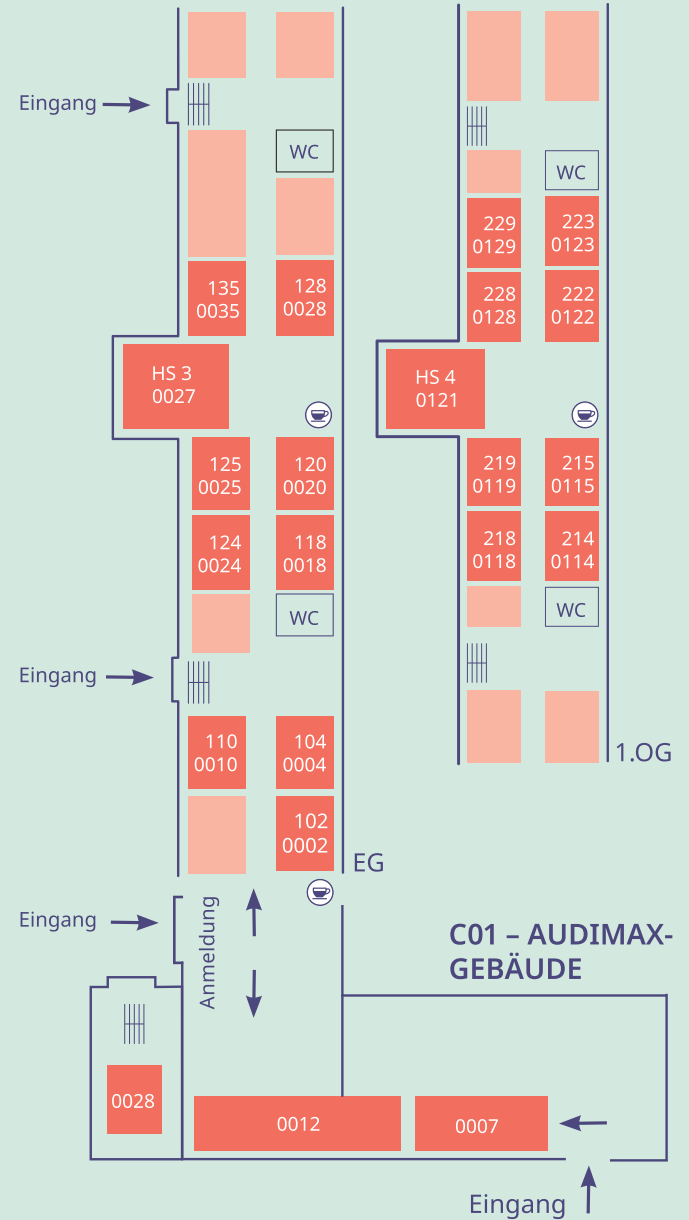 Eingang
WC
135
0035
128
0028
HS 3
0027
125
0025
120
0020
124
0024
118
0018
WC
Eingang
110
0010
104
0004
102
0002
EG
WC
229
0129
223
0123
228
0128
222
0122
HS 4
0121
219
0119
215
0115
218
0118
214
0114
WC
1.OG
Eingang
Anmeldung
C01 – AUDIMAX-
GEBÄUDE
0028
0012
0007
Eingang